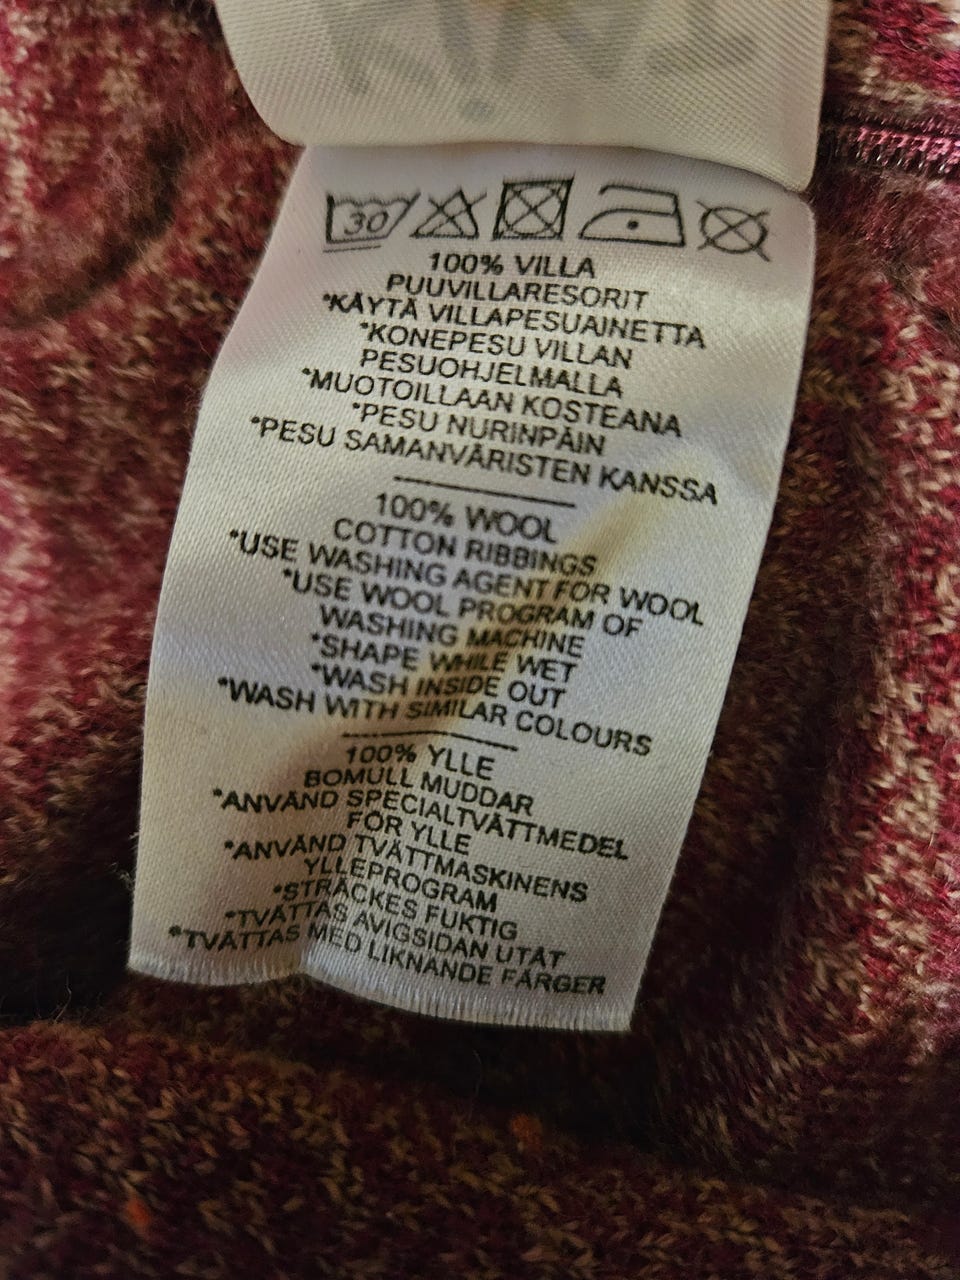 30
100% VILLA
PUUVILLARESORIT
*KÄYTÄ VILLAPESUAINETTA
*KONEPESU VILLAN
PESUOHJELMALLA
*MUOTOILLAAN KOSTEANA
*PESU NURINPÄIN
*PESU SAMANVÄRISTEN KANSSA
100% WOOL
COTTON RIBBINGS
*USE WASHING AGENT FOR WOOL
*USE WOOL PROGRAM OF
WASHING MACHINE
*SHAPE WHILE WET
*WASH INSIDE OUT
*WASH WITH SIMILAR COLOURS
100% YLLE
BOMULL MUDDAR
*ANVÄND SPECIALTVÄTTMEDEL
FÖR YLLE
*ANVÄND TVÄTTMASKINENS
YLLEPROGRAM
*STRÄCKES FUKTIG
*TVÄTTAS AVIGSIDAN UTÅT
*TVÄTTAS MED LIKNANDE FÄRGER